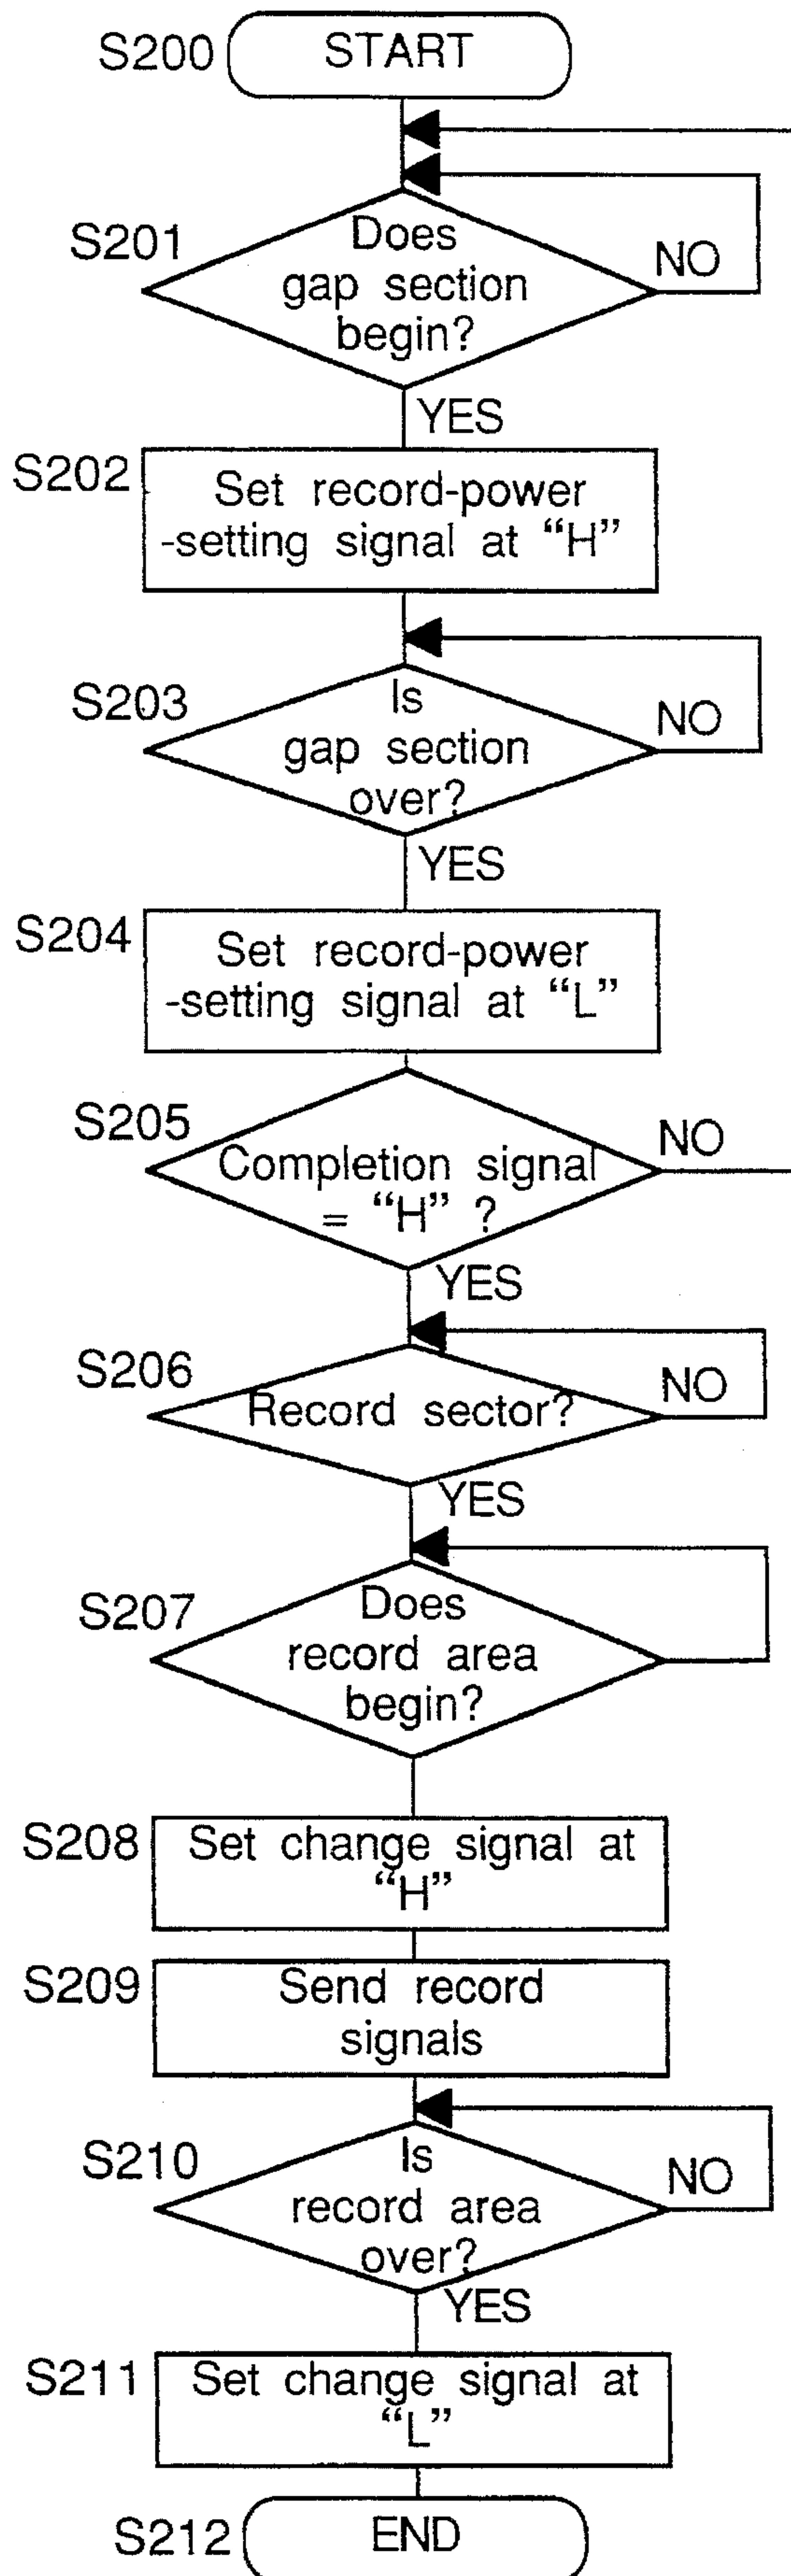 S200 START
S201 Does
gap section
begin?
NO
YES
S202 Set record-power
-setting signal at “H”
S203 Is
gap section
over?
NO
YES
S204 Set record-power
-setting signal at “L”
S205 Completion signal
= “H” ?
NO
YES
S206 Record sector?
NO
YES
S207 Does
record area
begin?
S208 Set change signal at
“H”
S209 Send record
signals
S210 Is
record area
over?
NO
YES
S211 Set change signal at
“L”
S212 END